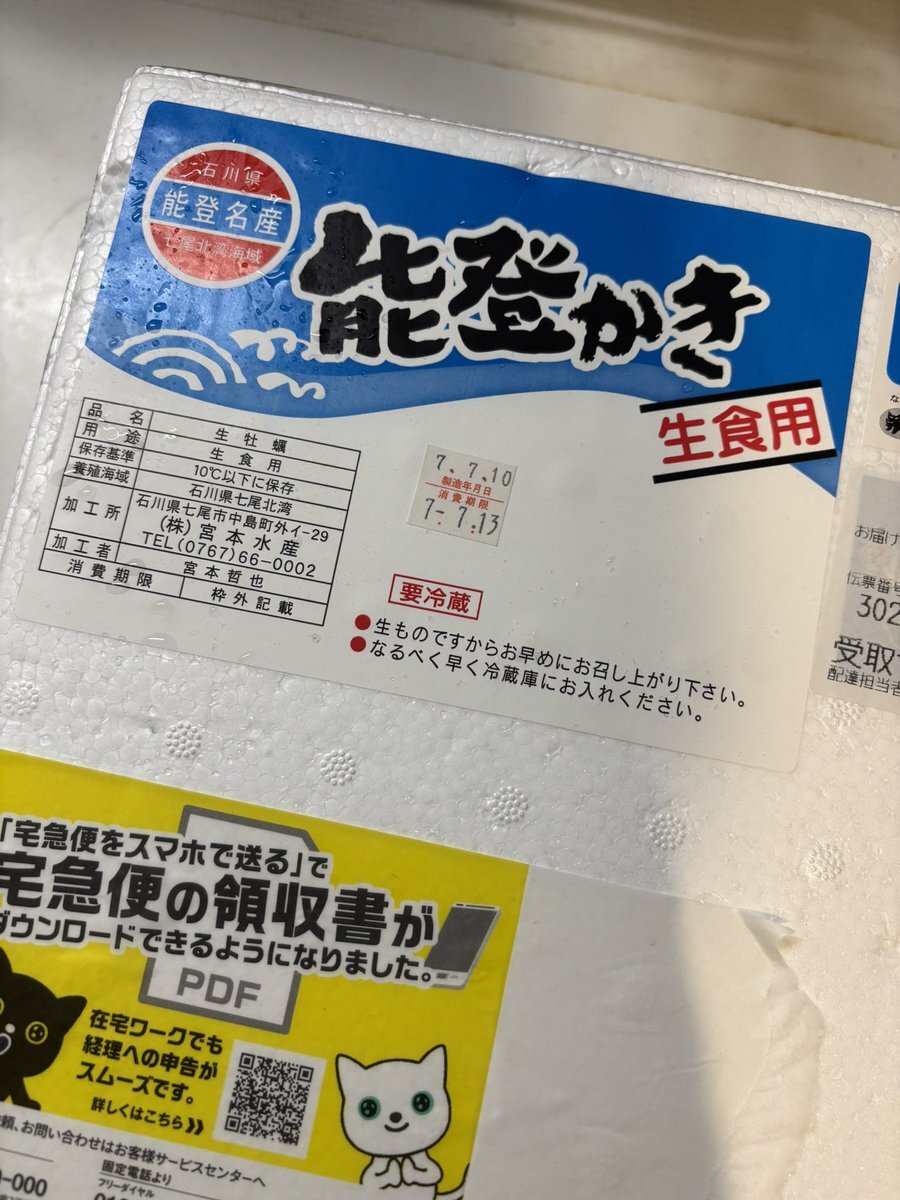 石川県
能登名産
七尾北湾海域
能登かき
生食用
品名 生牡蠣
用途 生食用
保存基準 10℃以下に保存
養殖海域 石川県七尾北湾
加工所 石川県七尾市中島町外イ-29
(株)宮本水産
TEL(0767)66-0002
加工者 宮本哲也
消費期限 枠外記載
7.7.10
製造年月日
消費期限
7-7.13
要冷蔵
●生ものですからお早めにお召し上がり下さい。
●なるべく早く冷蔵庫にお入れください。
お届け
伝票番号
302
受取
配達担当者
「宅急便をスマホで送る」で
宅急便の領収書が
ダウンロードできるようになりました。
PDF
在宅ワークでも
経理への申告が
スムーズです。
詳しくはこちら》
お問い合わせはお客様サービスセンターへ
固定電話より
フリーダイヤル
-000